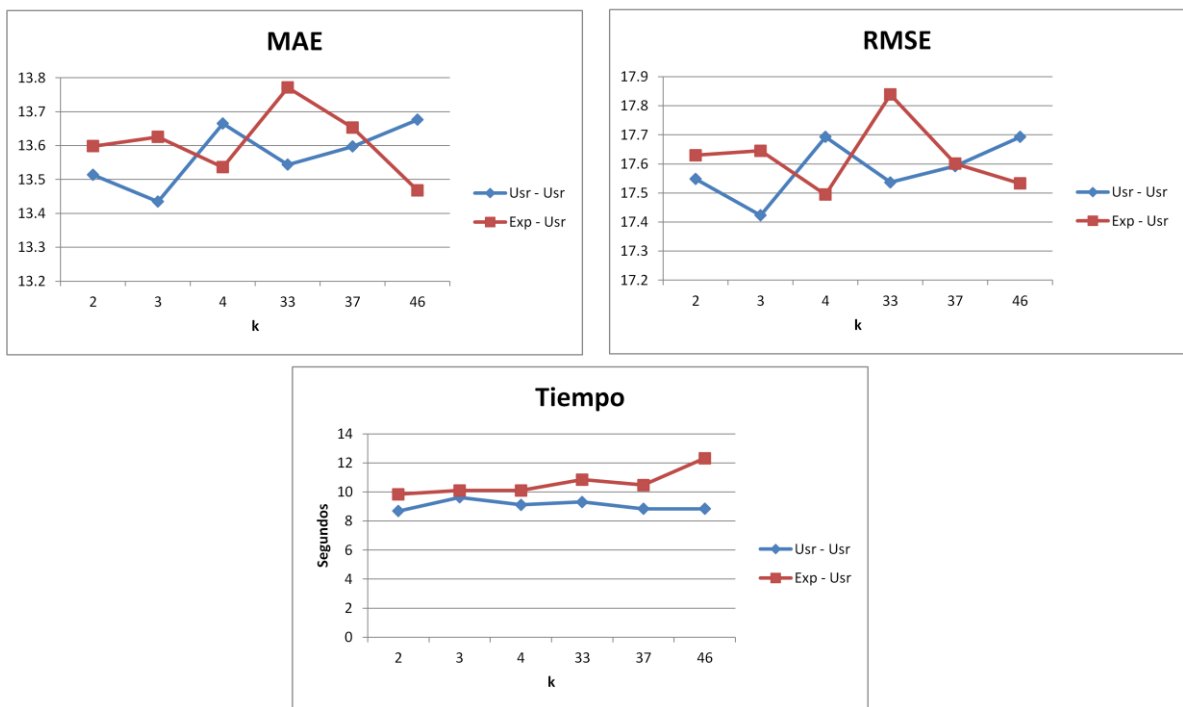 MAE
13.8
13.7
13.6
13.5
13.4
13.3
13.2
2 3 4 33 37 46
k
Usr - Usr
Exp - Usr
RMSE
17.9
17.8
17.7
17.6
17.5
17.4
17.3
17.2
2 3 4 33 37 46
k
Usr - Usr
Exp - Usr
Tiempo
Segundos
14
12
10
8
6
4
2
0
2 3 4 33 37 46
k
Usr - Usr
Exp - Usr